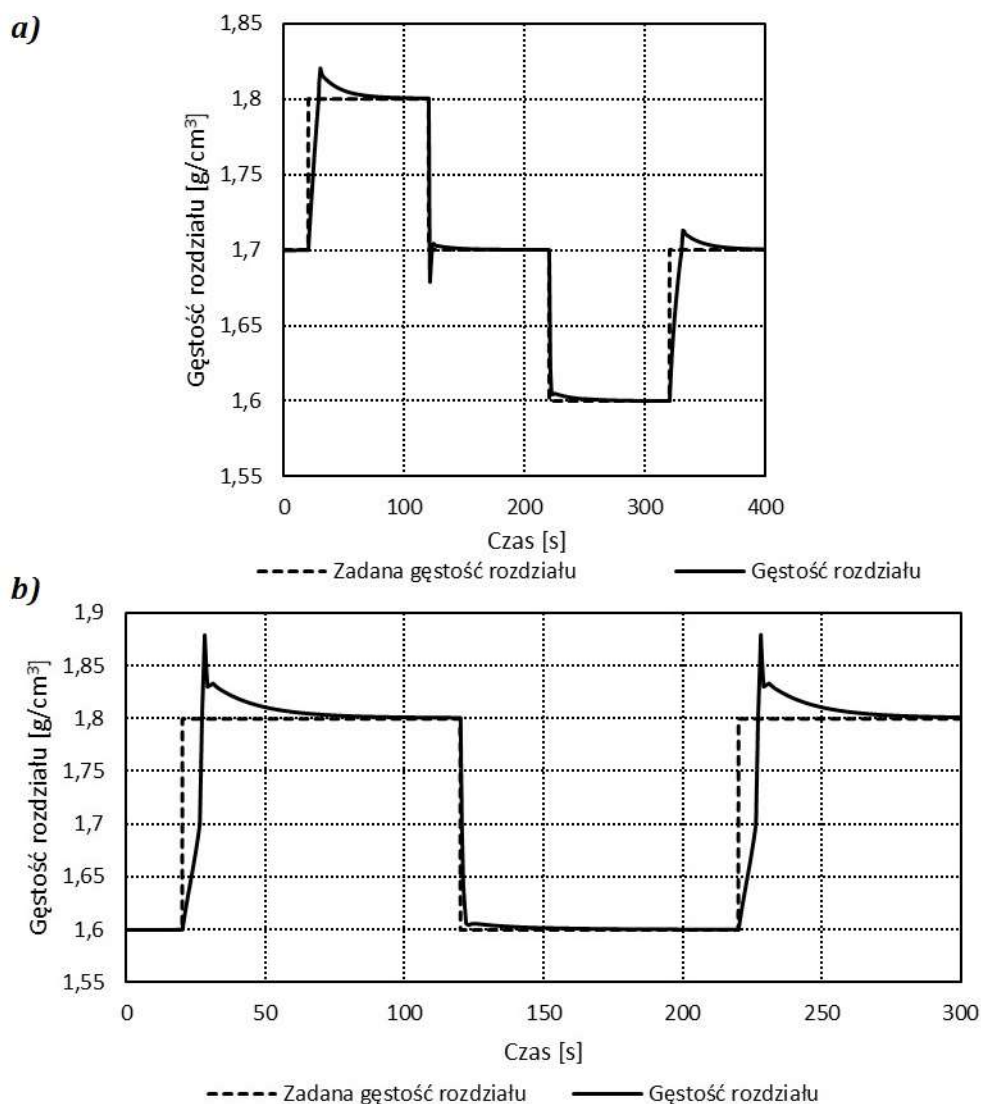 a)
Gęstość rozdziału [g/cm³]
1,85
1,8
1,75
1,7
1,65
1,6
1,55
0 100 200 300 400
Czas [s]
Zadana gęstość rozdziału Gęstość rozdziału
b)
Gęstość rozdziału [g/cm³]
1,9
1,85
1,8
1,75
1,7
1,65
1,6
1,55
0 50 100 150 200 250 300
Czas [s]
Zadana gęstość rozdziału Gęstość rozdziału